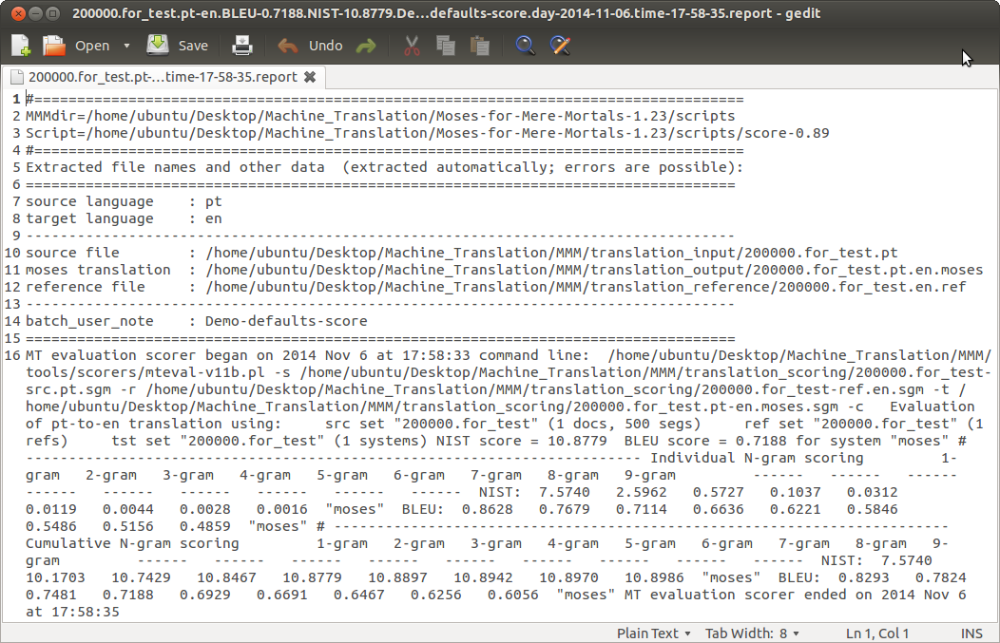 200000.for_test.pt-en.BLEU-0.7188.NIST-10.8779.De...defaults-score.day-2014-11-06.time-17-58-35.report - gedit
Open Save Undo
200000.for_test.pt-...time-17-58-35.report
1 #===================================================================================
2 MMMdir=/home/ubuntu/Desktop/Machine_Translation/Moses-for-Mere-Mortals-1.23/scripts
3 Script=/home/ubuntu/Desktop/Machine_Translation/Moses-for-Mere-Mortals-1.23/scripts/score-0.89
4 #===================================================================================
5 Extracted file names and other data  (extracted automatically; errors are possible):
6 ===================================================================================
7 source language    : pt
8 target language    : en
9 -----------------------------------------------------------------------------------
10 source file        : /home/ubuntu/Desktop/Machine_Translation/MMM/translation_input/200000.for_test.pt
11 moses translation  : /home/ubuntu/Desktop/Machine_Translation/MMM/translation_output/200000.for_test.pt.en.moses
12 reference file     : /home/ubuntu/Desktop/Machine_Translation/MMM/translation_reference/200000.for_test.en.ref
13 -----------------------------------------------------------------------------------
14 batch_user_note    : Demo-defaults-score
15 ===================================================================================
16 MT evaluation scorer began on 2014 Nov 6 at 17:58:33 command line:  /home/ubuntu/Desktop/Machine_Translation/MMM/
tools/scorers/mteval-v11b.pl -s /home/ubuntu/Desktop/Machine_Translation/MMM/translation_scoring/200000.for_test-
src.pt.sgm -r /home/ubuntu/Desktop/Machine_Translation/MMM/translation_scoring/200000.for_test-ref.en.sgm -t /
home/ubuntu/Desktop/Machine_Translation/MMM/translation_scoring/200000.for_test.pt-en.moses.sgm -c   Evaluation
of pt-to-en translation using:     src set "200000.for_test" (1 docs, 500 segs)     ref set "200000.for_test" (1
refs)     tst set "200000.for_test" (1 systems) NIST score = 10.8779  BLEU score = 0.7188 for system "moses" #
------------------------------------------------------------------------ Individual N-gram scoring         1-
gram   2-gram   3-gram   4-gram   5-gram   6-gram   7-gram   8-gram   9-gram         ------   ------   ------
------   ------   ------   ------   ------   ------  NIST:  7.5740   2.5962   0.5727   0.1037   0.0312
0.0119   0.0044   0.0028   0.0016  "moses"  BLEU:  0.8628   0.7679   0.7114   0.6636   0.6221   0.5846
0.5486   0.5156   0.4859  "moses" # ------------------------------------------------------------------------
Cumulative N-gram scoring         1-gram   2-gram   3-gram   4-gram   5-gram   6-gram   7-gram   8-gram   9-
gram         ------   ------   ------   ------   ------   ------   ------   ------   ------  NIST:  7.5740
10.1703   10.7429   10.8467   10.8779   10.8897   10.8942   10.8970   10.8986  "moses"  BLEU:  0.8293   0.7824
0.7481   0.7188   0.6929   0.6691   0.6467   0.6256   0.6056   "moses" MT evaluation scorer ended on 2014 Nov 6
at 17:58:35
Plain Text Tab Width: 8 Ln 1, Col 1 INS